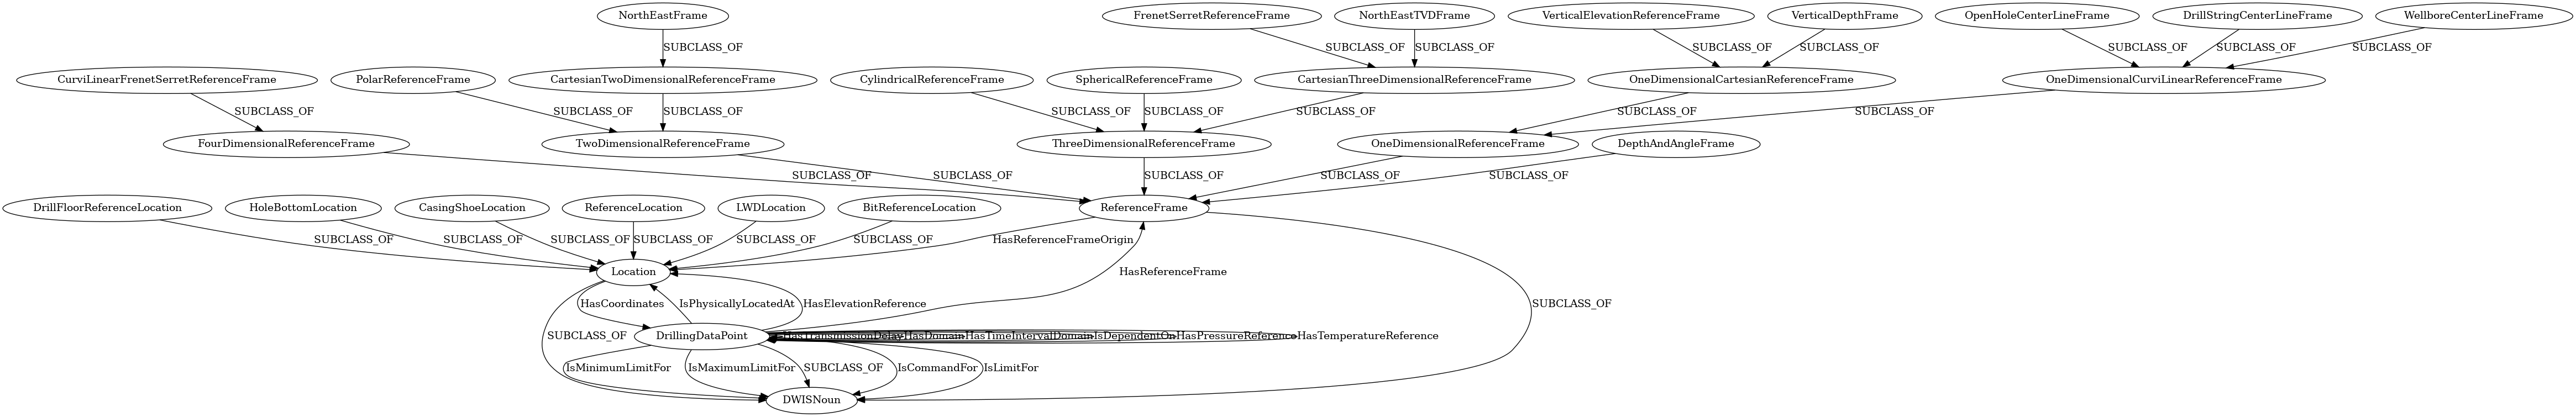 NorthEastFrame
FrenetSerretReferenceFrame
NorthEastTVDFrame
VerticalElevationReferenceFrame
VerticalDepthFrame
OpenHoleCenterLineFrame
DrillStringCenterLineFrame
WellboreCenterLineFrame
SUBCLASS_OF
SUBCLASS_OF
SUBCLASS_OF
SUBCLASS_OF
SUBCLASS_OF
SUBCLASS_OF
SUBCLASS_OF
SUBCLASS_OF
CurviLinearFrenetSerretReferenceFrame
PolarReferenceFrame
CartesianTwoDimensionalReferenceFrame
CylindricalReferenceFrame
SphericalReferenceFrame
CartesianThreeDimensionalReferenceFrame
OneDimensionalCartesianReferenceFrame
OneDimensionalCurviLinearReferenceFrame
SUBCLASS_OF
SUBCLASS_OF
SUBCLASS_OF
SUBCLASS_OF
SUBCLASS_OF
SUBCLASS_OF
SUBCLASS_OF
SUBCLASS_OF
FourDimensionalReferenceFrame
TwoDimensionalReferenceFrame
ThreeDimensionalReferenceFrame
OneDimensionalReferenceFrame
DepthAndAngleFrame
SUBCLASS_OF
SUBCLASS_OF
SUBCLASS_OF
SUBCLASS_OF
SUBCLASS_OF
DrillFloorReferenceLocation
HoleBottomLocation
CasingShoeLocation
ReferenceLocation
LWDLocation
BitReferenceLocation
ReferenceFrame
SUBCLASS_OF
SUBCLASS_OF
SUBCLASS_OF
SUBCLASS_OF
SUBCLASS_OF
SUBCLASS_OF
HasReferenceFrameOrigin
Location
HasReferenceFrame
HasCoordinates
IsPhysicallyLocatedAt
HasElevationReference
SUBCLASS_OF
SUBCLASS_OF
DrillingDataPoint
HasTransmissionDelay
HasDomain
HasTimeIntervalDomain
IsDependentOn
HasPressureReference
HasTemperatureReference
IsMinimumLimitFor
IsMaximumLimitFor
SUBCLASS_OF
IsCommandFor
IsLimitFor
DWISNoun